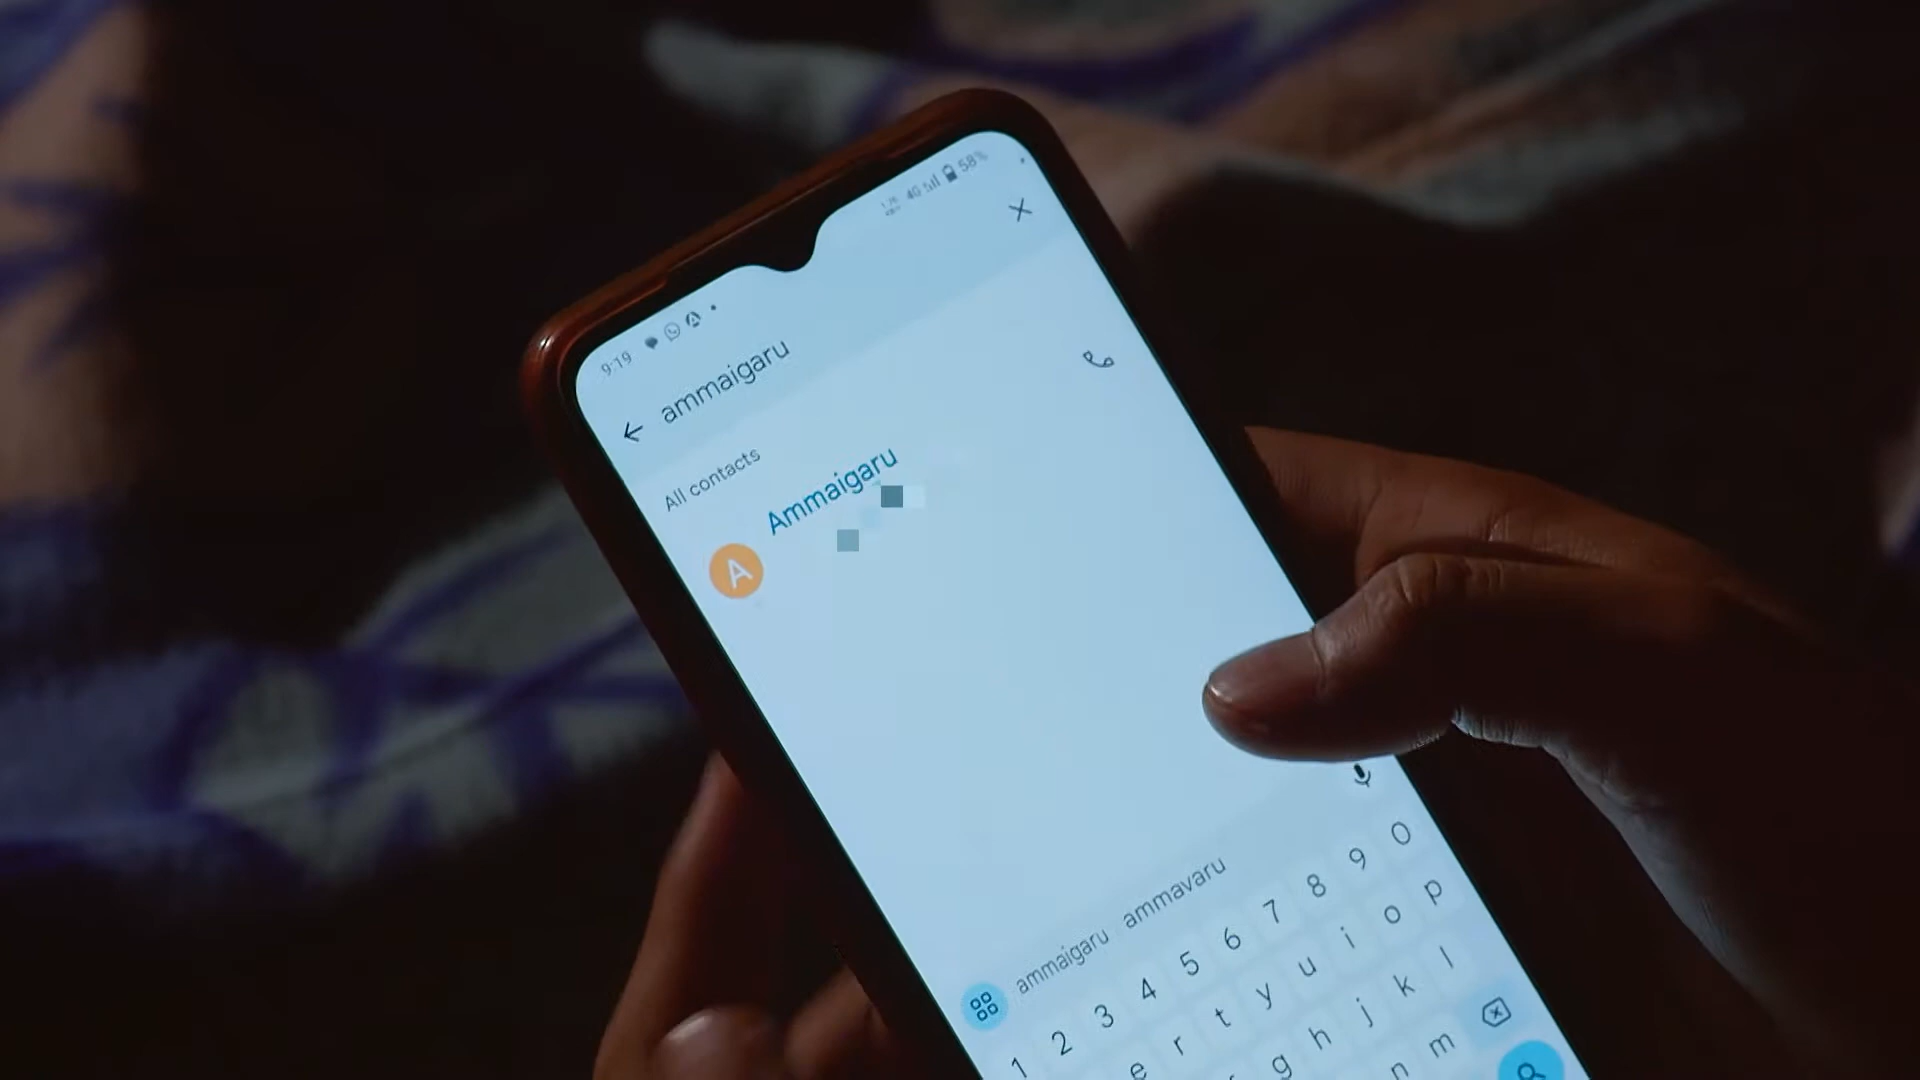 9:19
4G 58%
ammaigaru
All contacts
Ammaigaru
A
ammaigaru ammavaru
1 2 3 4 5 6 7 8 9 0
e r t y u i o p
g h j k l
n m